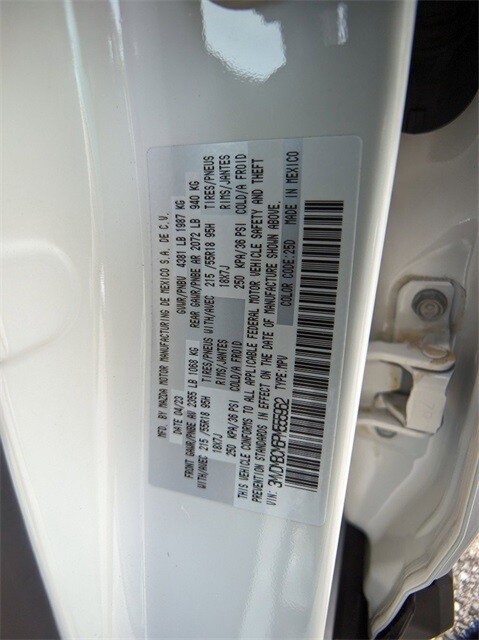 MFD. BY MAZDA MOTOR MANUFACTURING DE MEXICO S.A. DE C.V.
DATE 04/23 GVWR/PNBV 4381 LB 1987 KG
FRONT GAWR/PNBE AV 2355 LB 1068 KG REAR GAWR/PNBE AR 2072 LB 940 KG
WITH/AVEC 215 /55R18 95H TIRES/PNEUS WITH/AVEC 215 /55R18 95H TIRES/PNEUS
18X7J RIMS/JANTES 18X7J RIMS/JANTES
250 KPA/36 PSI COLD/A FROID 250 KPA/36 PSI COLD/A FROID
THIS VEHICLE CONFORMS TO ALL APPLICABLE FEDERAL MOTOR VEHICLE SAFETY AND THEFT
PREVENTION STANDARDS IN EFFECT ON THE DATE OF MANUFACTURE SHOWN ABOVE.
VIN: TYPE:MPV COLOR CODE:25D MADE IN MEXICO